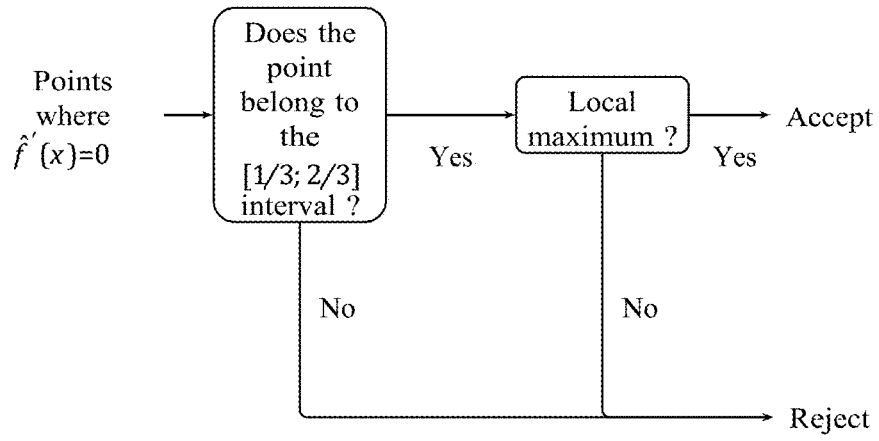 Points
where
f̂′(x)=0
Does the
point
belong to
the
[1/3; 2/3]
interval ?
Yes
No
Local
maximum ?
Yes
No
Accept
Reject